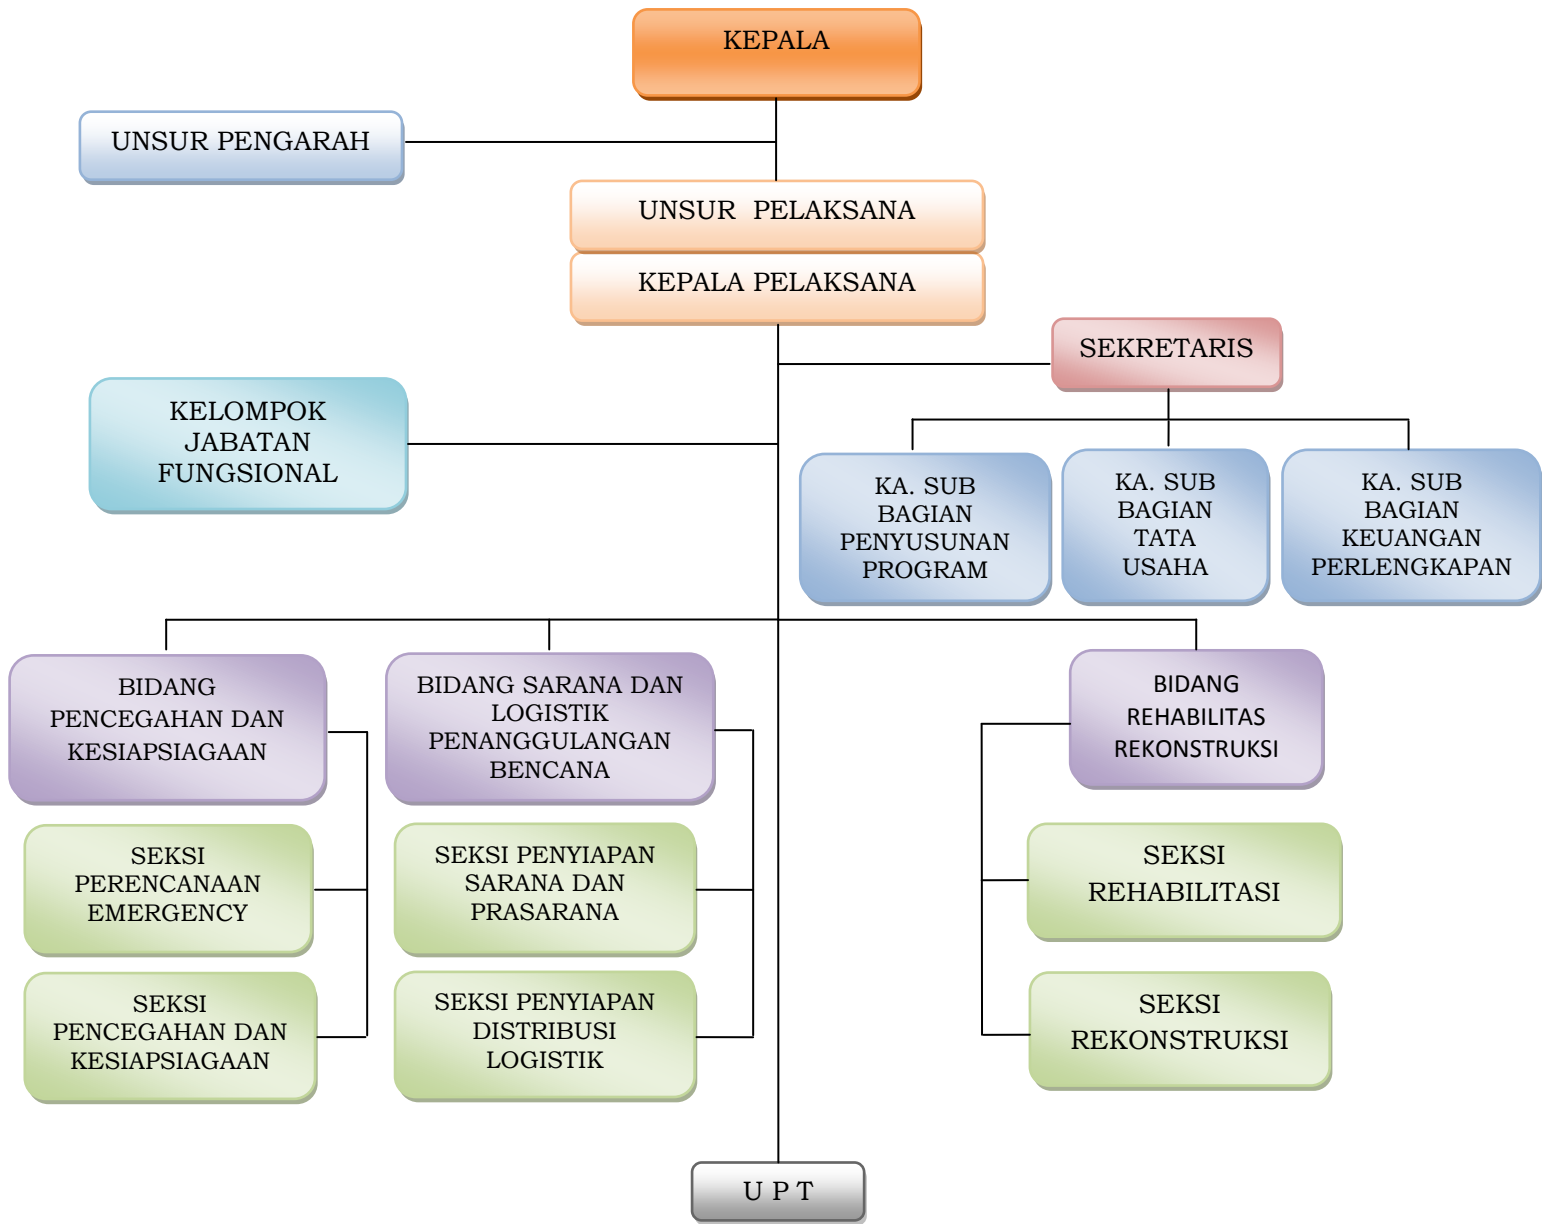 KEPALA
UNSUR PENGARAH
UNSUR PELAKSANA
KEPALA PELAKSANA
SEKRETARIS
KELOMPOK
JABATAN
FUNGSIONAL
KA. SUB
BAGIAN
PENYUSUNAN
PROGRAM
KA. SUB
BAGIAN
TATA
USAHA
KA. SUB
BAGIAN
KEUANGAN
PERLENGKAPAN
BIDANG
PENCEGAHAN DAN
KESIAPSIAGAAN
BIDANG SARANA DAN
LOGISTIK
PENANGGULANGAN
BENCANA
BIDANG
REHABILITAS
REKONSTRUKSI
SEKSI
PERENCANAAN
EMERGENCY
SEKSI PENYIAPAN
SARANA DAN
PRASARANA
SEKSI
REHABILITASI
SEKSI
PENCEGAHAN DAN
KESIAPSIAGAAN
SEKSI PENYIAPAN
DISTRIBUSI
LOGISTIK
SEKSI
REKONSTRUKSI
U P T